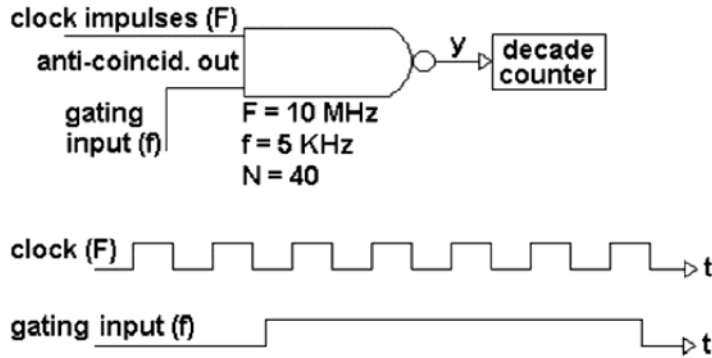 clock impulses (F)
anti-coincid. out
gating
input (f)
y
decade
counter
F = 10 MHz
f = 5 KHz
N = 40
clock (F)
t
gating input (f)
t